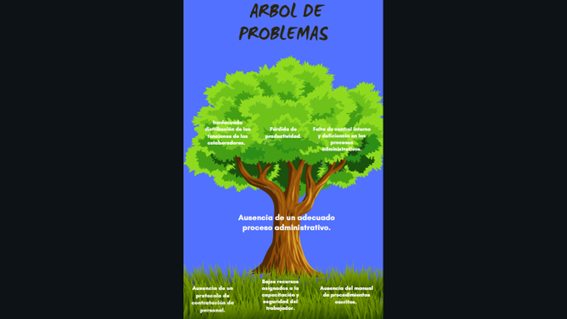 ARBOL DE
PROBLEMAS
Inadecuada
distribución de las
funciones de los
colaboradores.
Pérdida de
productividad.
Falta de control interno
y deficiencia en los
procesos
administrativos.
Ausencia de un adecuado
proceso administrativo.
Ausencia de un
protocolo de
contratación de
personal.
Bajos recursos
asignados a la
capacitación y
seguridad del
trabajador.
Ausencia del manual
de procedimientos
escritos.